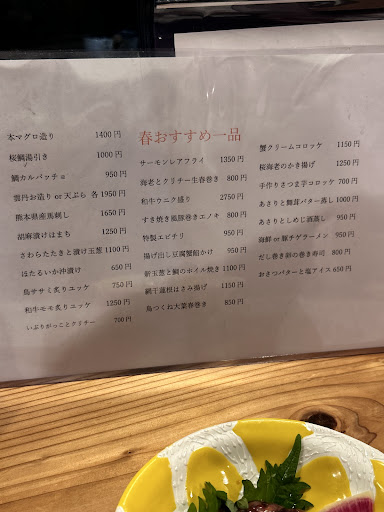 春おすすめ一品
本マグロ造り 1400円
桜鯛湯引き 1000円
鯛カルパッチョ 950円
雲丹お造り or 天ぷら 各 1950円
熊本県産馬刺し 1650円
胡麻漬けはまち 1250円
さわらたたきと漬け玉葱 1100円
ほたるいか沖漬け 650円
鳥ササミ炙りユッケ 750円
和牛モモ炙りユッケ 1250円
いぶりがっことクリチー 700円
サーモンレアフライ 1350円
海老とクリチー生春巻き 800円
和牛ウニク盛り 2750円
すき焼き風豚巻きエノキ 800円
特製エビチリ 950円
揚げ出し豆腐蟹餡かけ 950円
新玉葱と鯛のホイル焼き 1100円
鯛干蓮根はさみ揚げ 1150円
鳥つくね大葉春巻き 850円
蟹クリームコロッケ 1150円
桜海老のかき揚げ 1250円
手作りさつま芋コロッケ 700円
あさりと舞茸バター蒸し 1000円
あさりとしめじ酒蒸し 950円
海鮮 or 豚チゲラーメン 950円
だし巻き卵の巻き寿司 800円
おさつバターと塩アイス 650円